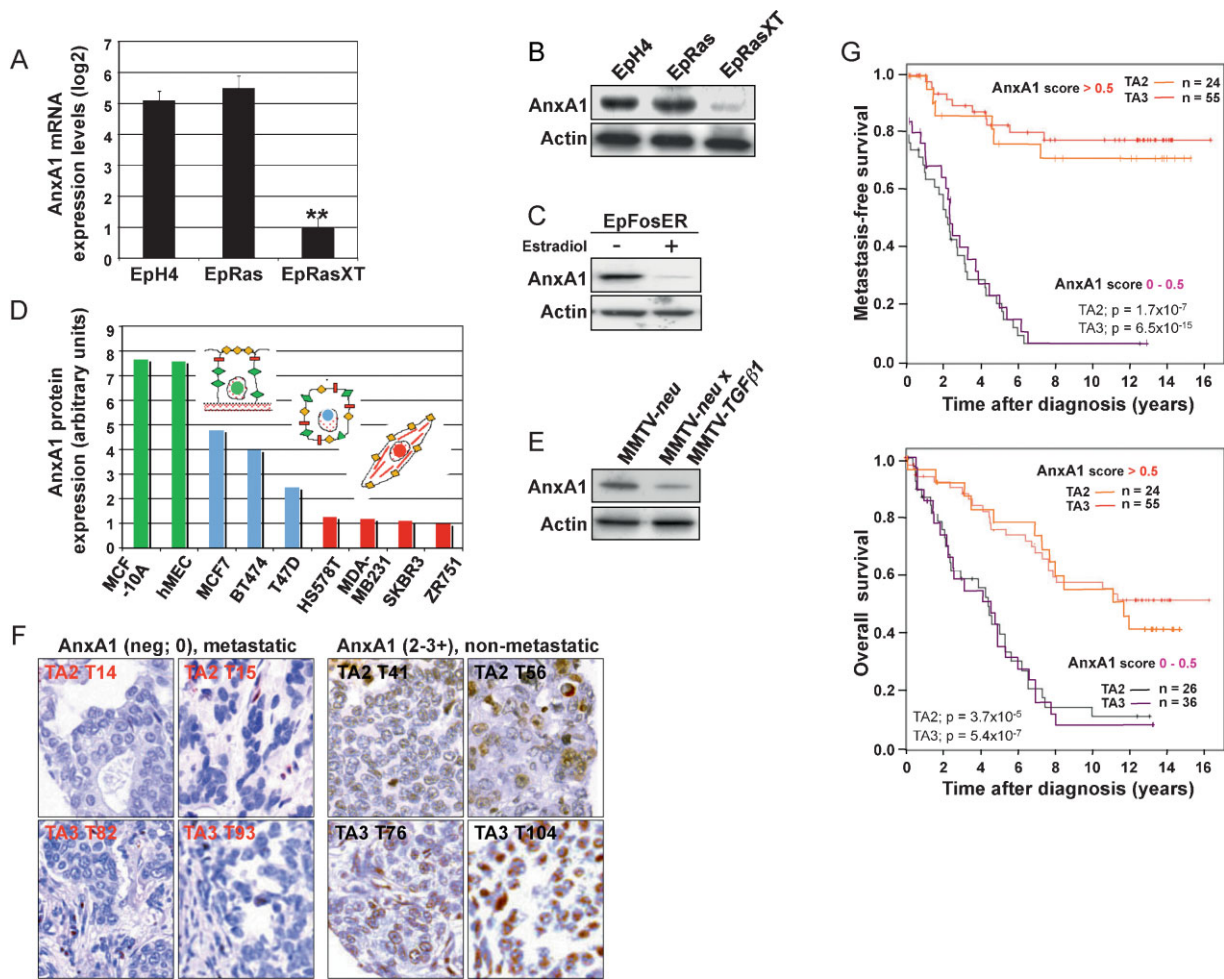 A
AnxA1 mRNA
expression levels (log2)
7
6
5
4
3
2
1
0
**
EpH4 EpRas EpRasXT
B
EpH4 EpRas EpRasXT
AnxA1
Actin
C
EpFosER
Estradiol - +
AnxA1
Actin
D
AnxA1 protein
expression (arbitrary units)
9
8
7
6
5
4
3
2
1
0
MCF
-10A
hMEC
MCF7
BT474
T47D
HS578T
MDA-
MB231
SKBR3
ZR751
E
MMTV-neu
MMTV-neu x
MMTV-TGFβ1
AnxA1
Actin
F
AnxA1 (neg; 0), metastatic
AnxA1 (2-3+), non-metastatic
TA2 T14
TA2 T15
TA2 T41
TA2 T56
TA3 T82
TA3 T93
TA3 T76
TA3 T104
G
Metastasis-free survival
1.0
0.8
0.6
0.4
0.2
0.0
AnxA1 score > 0.5
TA2 n = 24
TA3 n = 55
AnxA1 score 0 - 0.5
TA2; p = 1.7x10-7
TA3; p = 6.5x10-15
0 2 4 6 8 10 12 14 16
Time after diagnosis (years)
Overall survival
1.0
0.8
0.6
0.4
0.2
0.0
AnxA1 score > 0.5
TA2 n = 24
TA3 n = 55
AnxA1 score 0 - 0.5
TA2 n = 26
TA3 n = 36
TA2; p = 3.7x10-5
TA3; p = 5.4x10-7
0 2 4 6 8 10 12 14 16
Time after diagnosis (years)